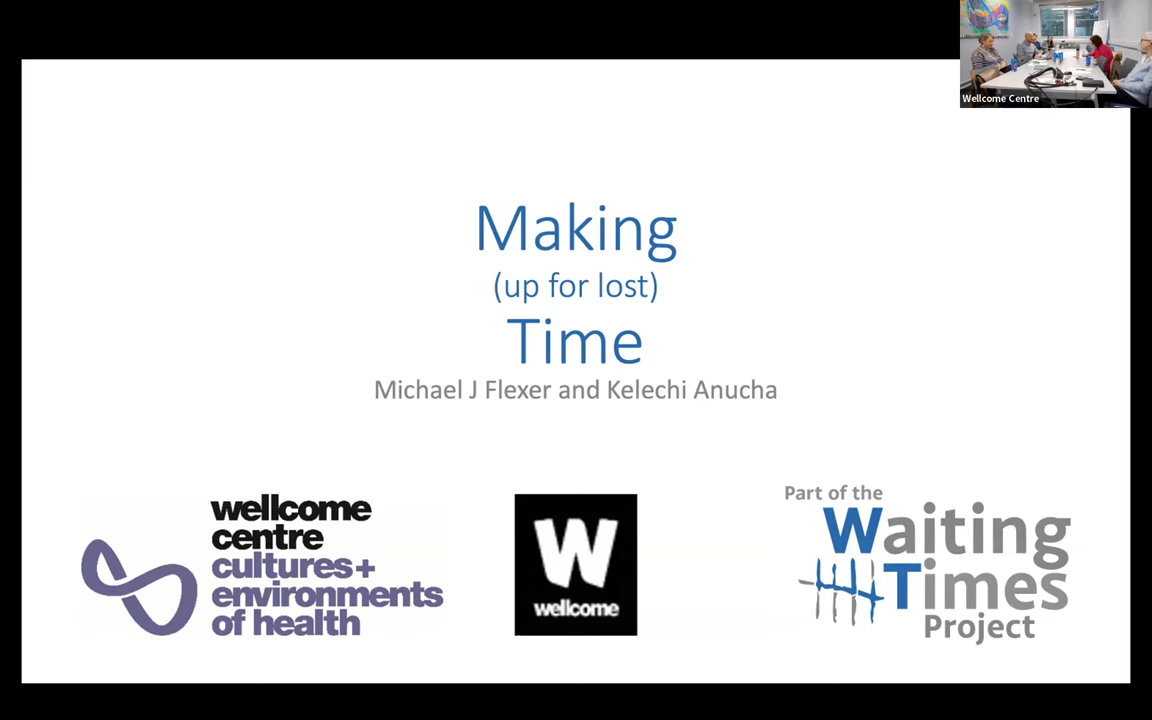 Wellcome Centre
Making
(up for lost)
Time
Michael J Flexer and Kelechi Anucha
wellcome
centre
cultures+
environments
of health
W
wellcome
Part of the
Waiting
Times
Project